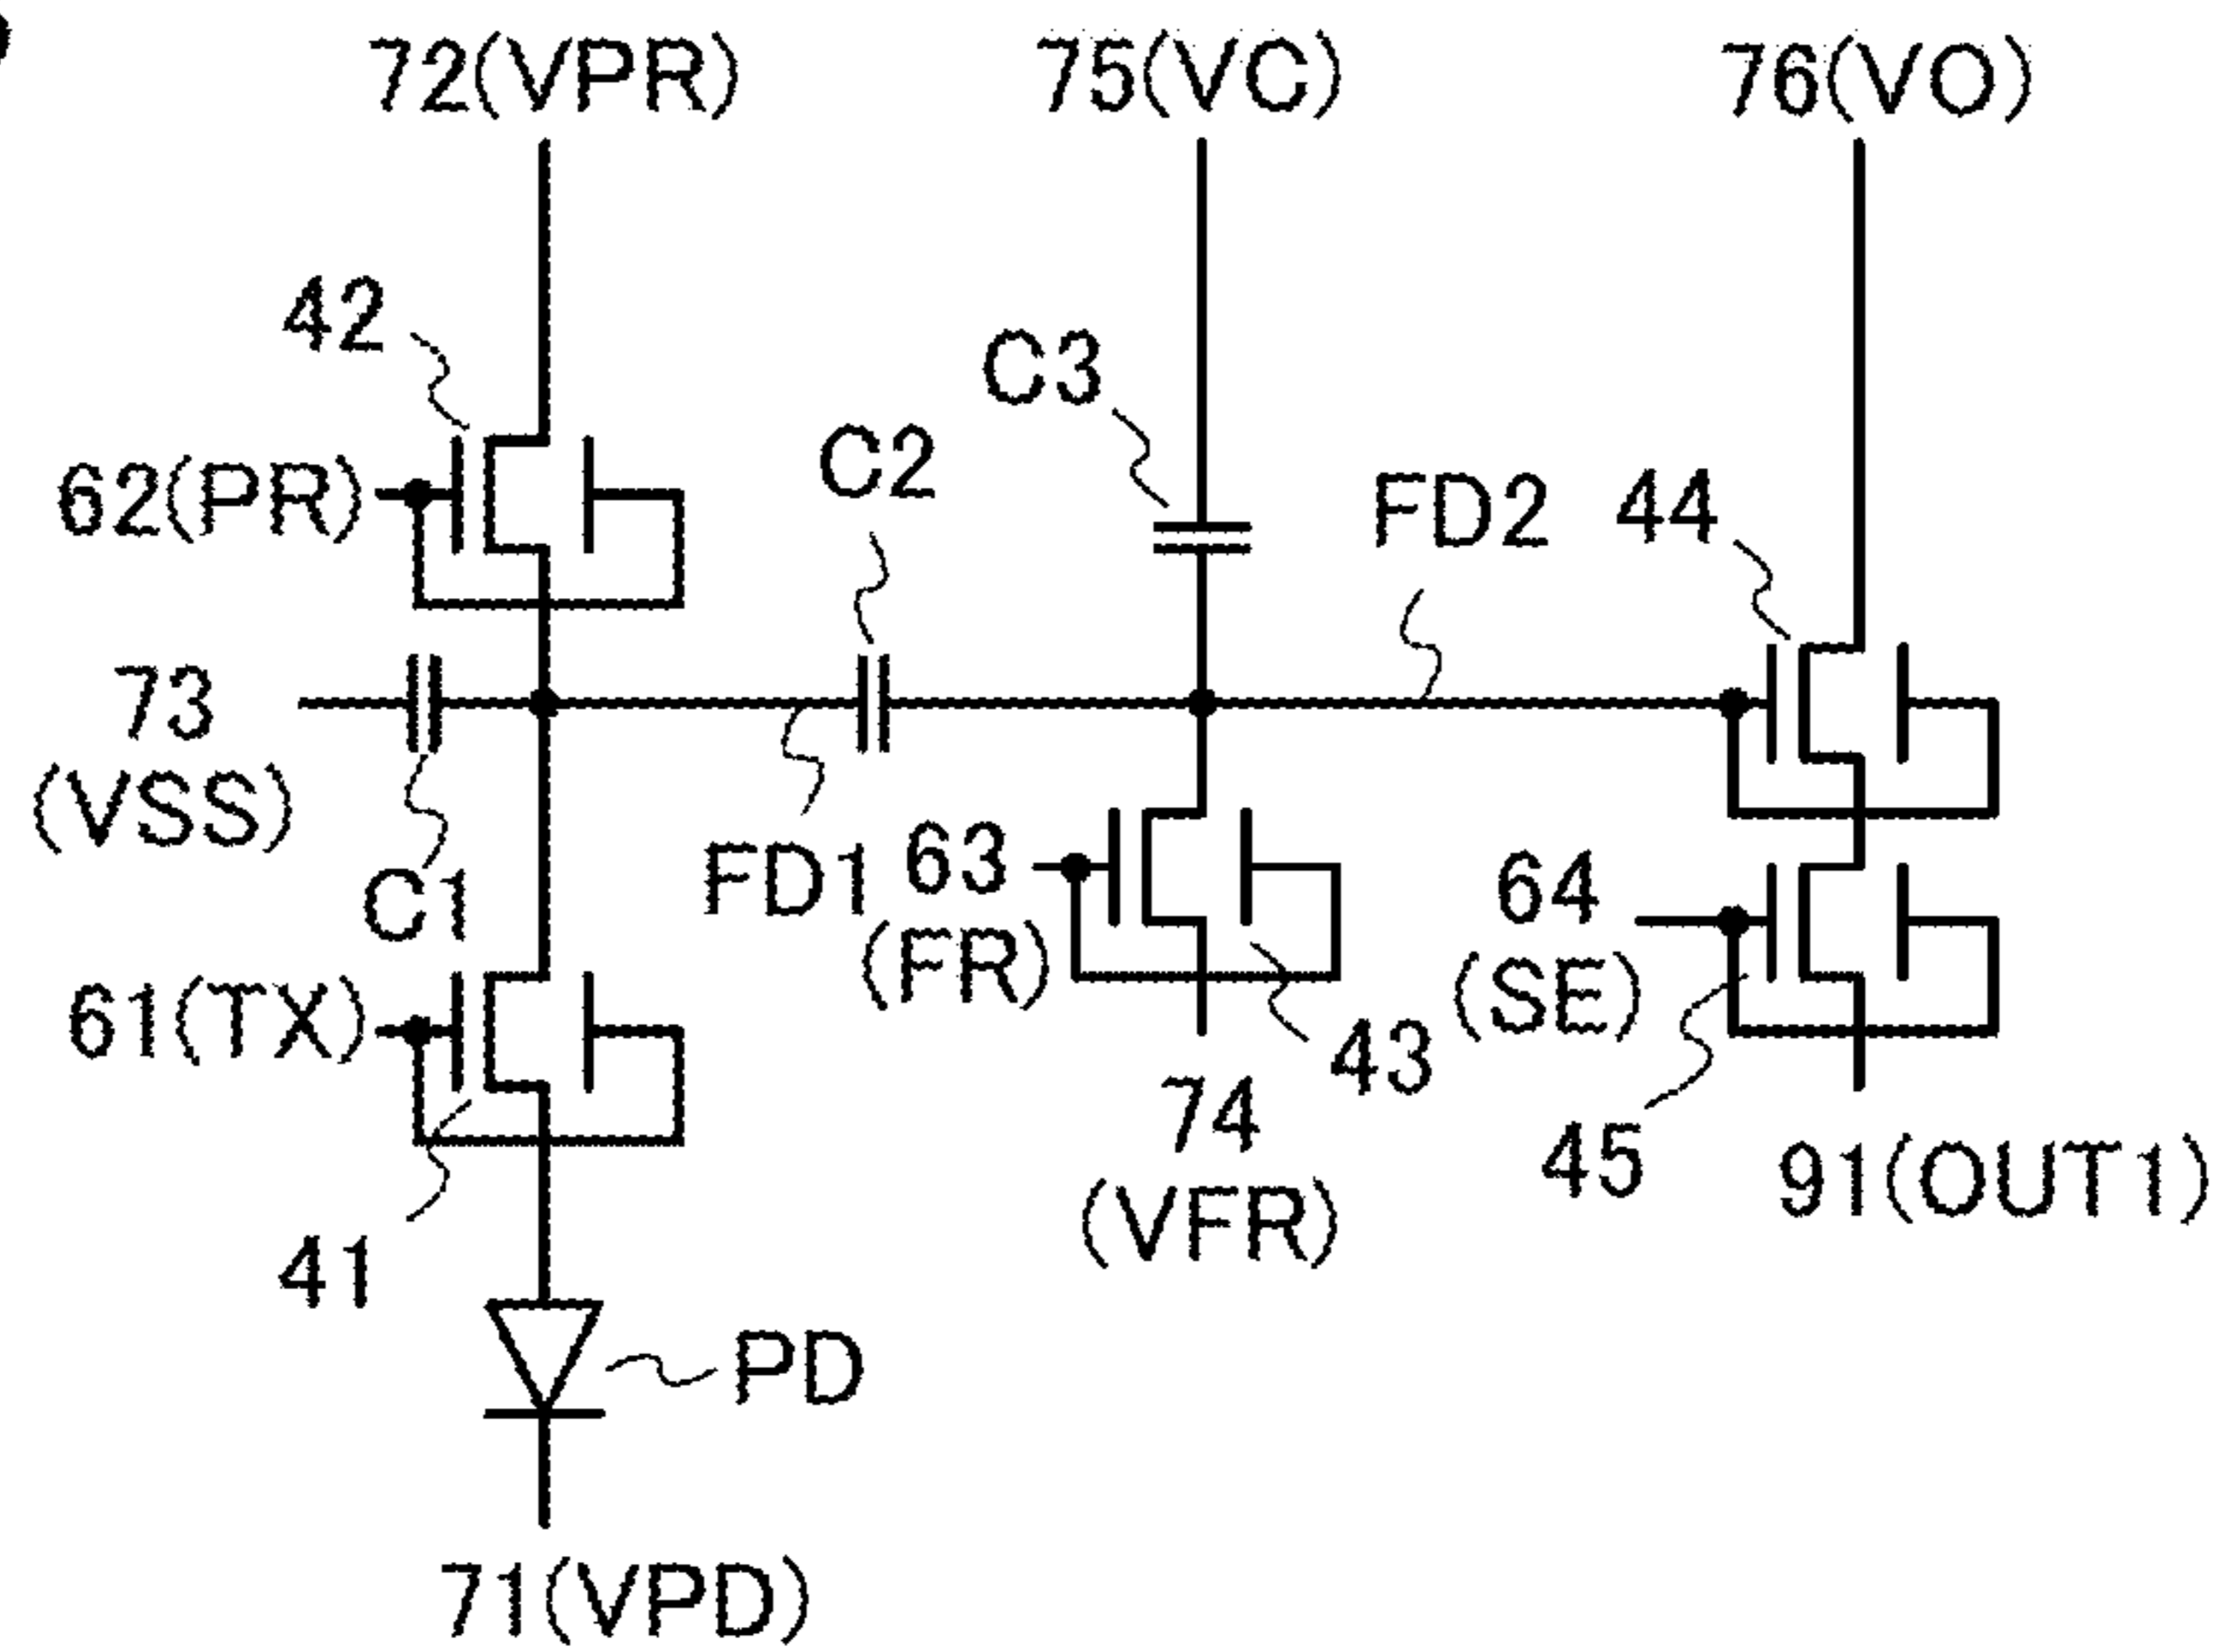 72(VPR)
75(VC)
76(VO)
42
C3
C2
62(PR)
FD2
44
73
(VSS)
C1
FD1
63
(FR)
64
(SE)
61(TX)
43
74
(VFR)
45
91(OUT1)
41
PD
71(VPD)